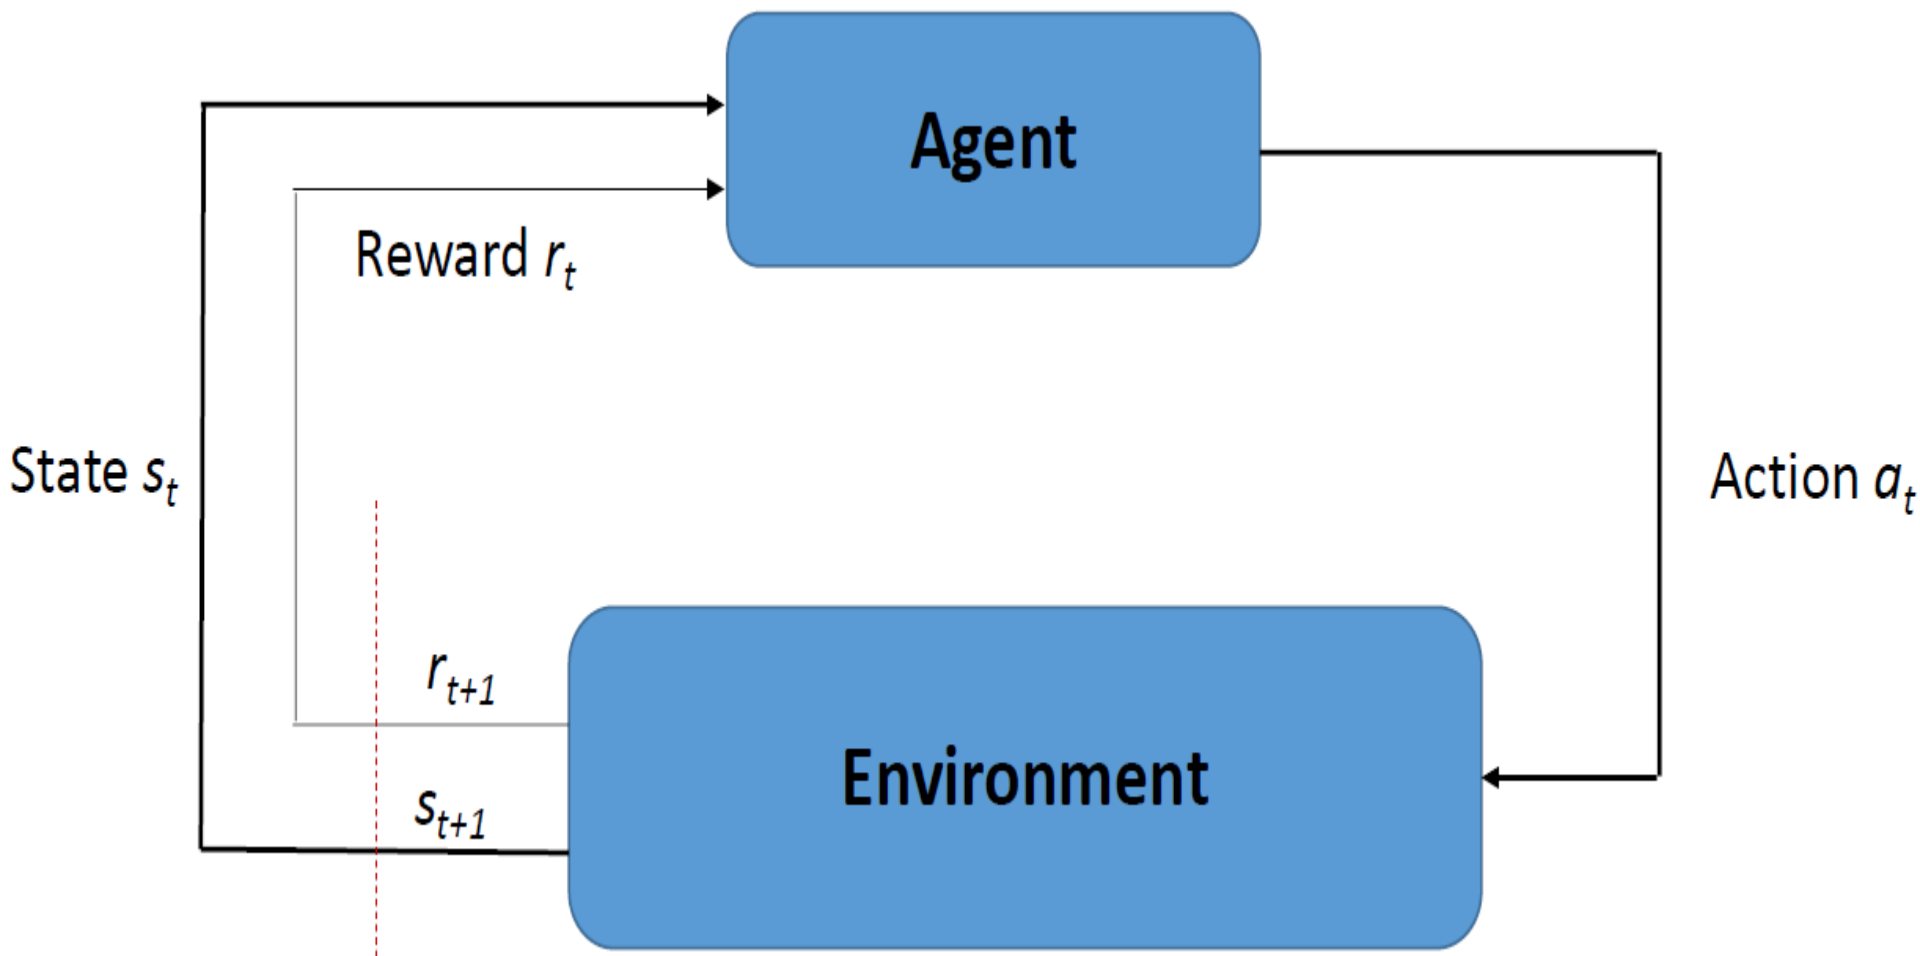 Agent
Reward r_t
State s_t
Action a_t
r_{t+1}
Environment
s_{t+1}